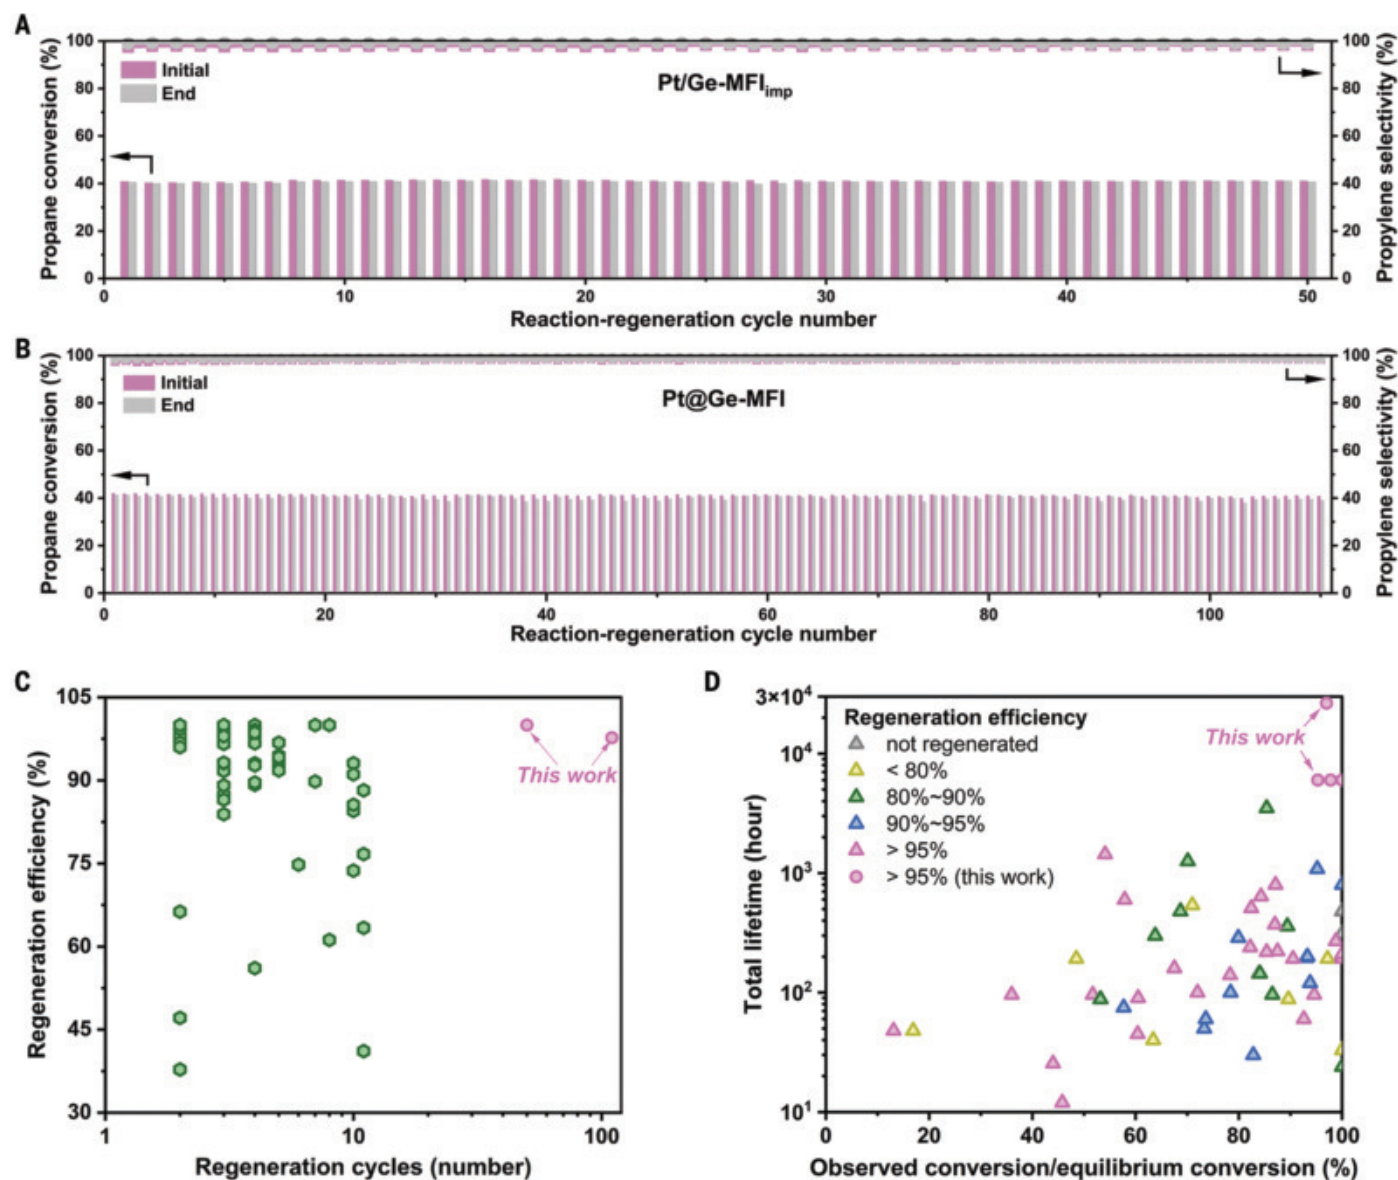 A
Propane conversion (%)
100
80
60
40
20
0
Initial
End
Pt/Ge-MFIimp
100
80
60
40
20
0
Propylene selectivity (%)
0 10 20 30 40 50
Reaction-regeneration cycle number
B
Propane conversion (%)
100
80
60
40
20
0
Initial
End
Pt@Ge-MFI
100
80
60
40
20
0
Propylene selectivity (%)
0 20 40 60 80 100
Reaction-regeneration cycle number
C
Regeneration efficiency (%)
105
90
75
60
45
30
This work
1 10 100
Regeneration cycles (number)
D
Total lifetime (hour)
3×10⁴
10⁴
10³
10²
10¹
Regeneration efficiency
not regenerated
< 80%
80%~90%
90%~95%
> 95%
> 95% (this work)
This work
0 20 40 60 80 100
Observed conversion/equilibrium conversion (%)